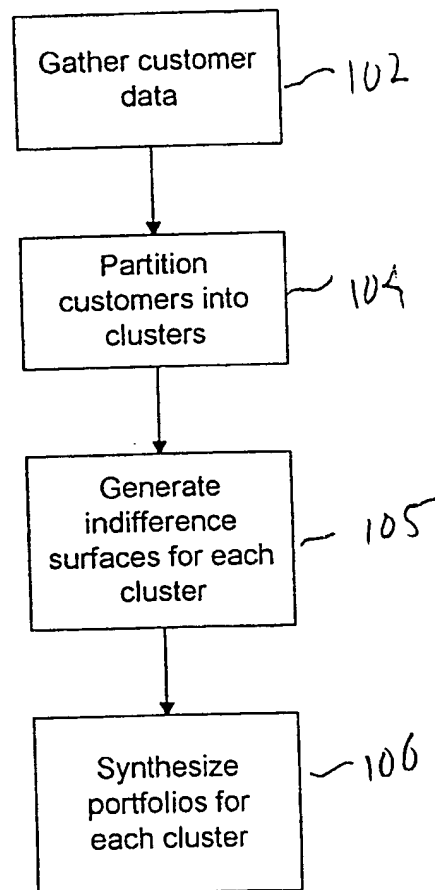 Gather customer
data
102
Partition
customers into
clusters
104
Generate
indifference
surfaces for each
cluster
105
Synthesize
portfolios for
each cluster
106